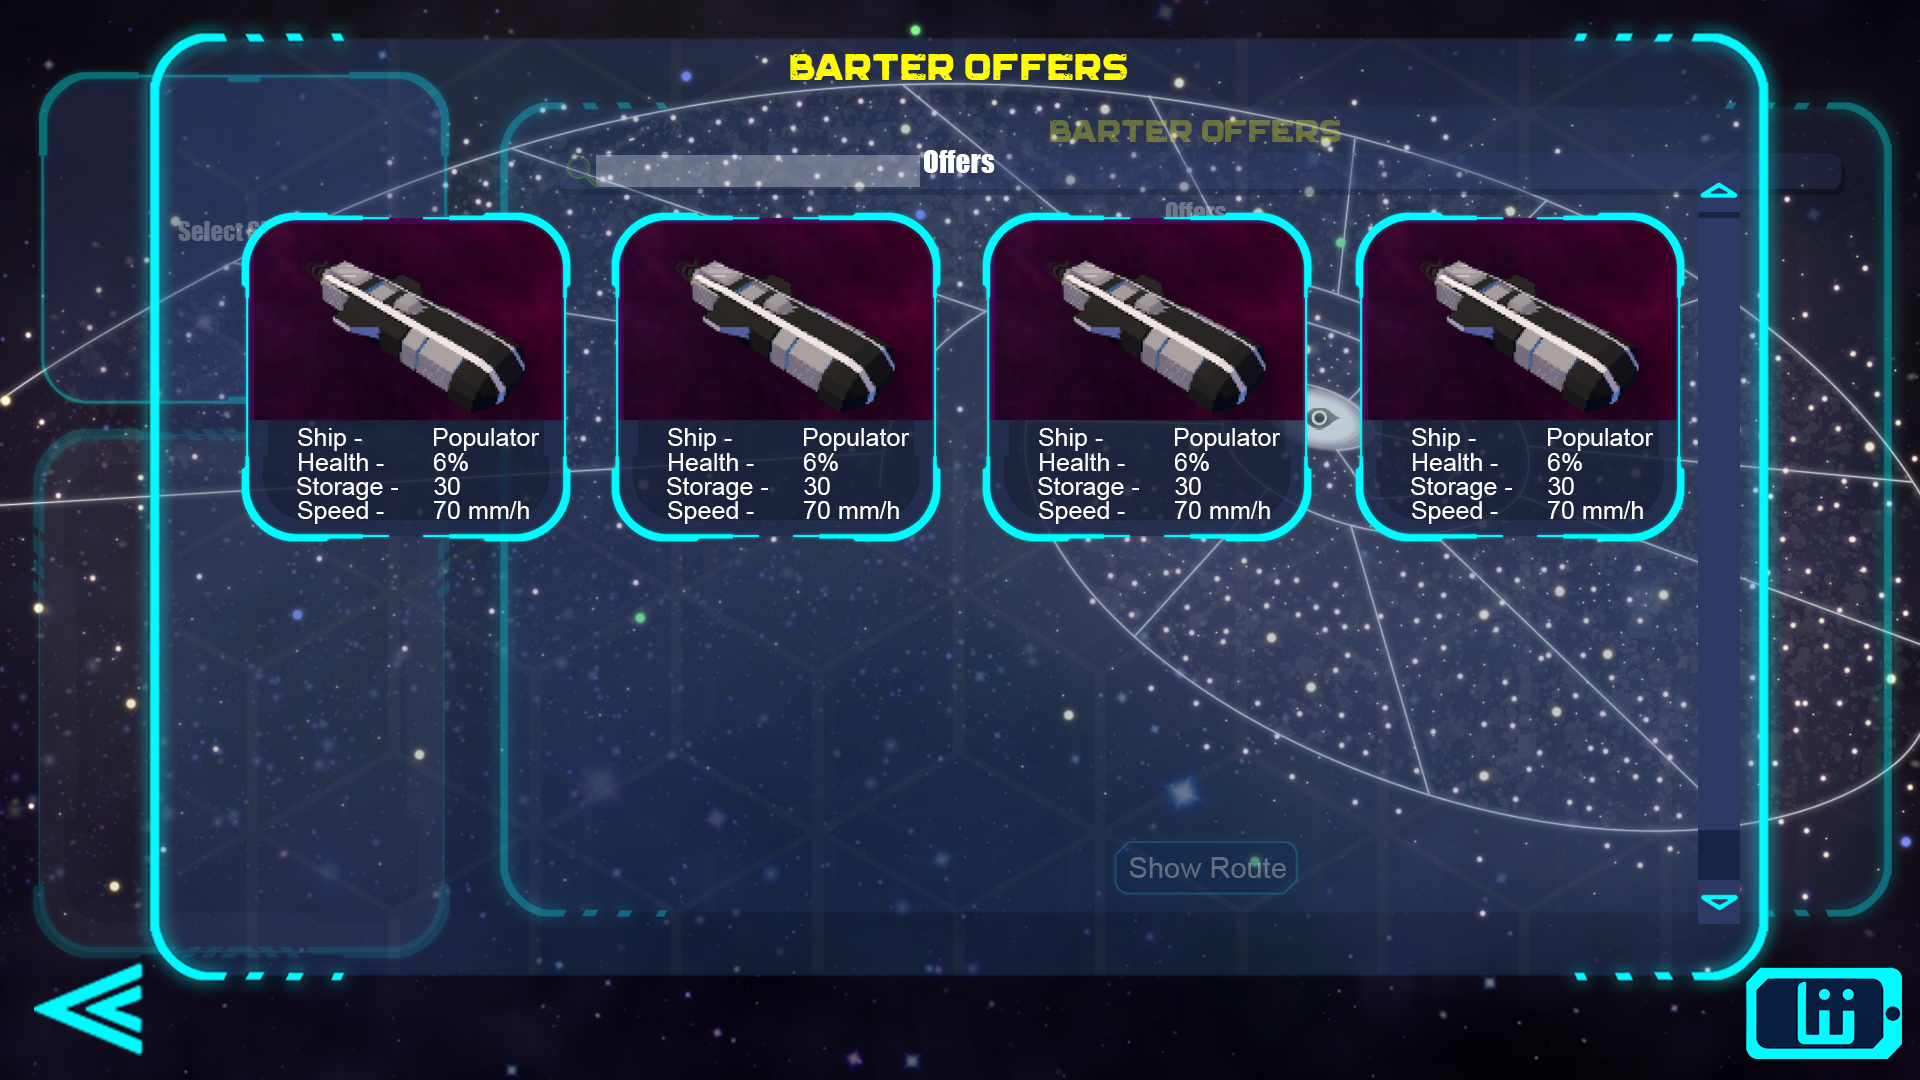 BARTER OFFERS
BARTER OFFERS
Offers
Offers
Select
Ship - Populator
Health - 6%
Storage - 30
Speed - 70 mm/h
Ship - Populator
Health - 6%
Storage - 30
Speed - 70 mm/h
Ship - Populator
Health - 6%
Storage - 30
Speed - 70 mm/h
Ship - Populator
Health - 6%
Storage - 30
Speed - 70 mm/h
Show Route